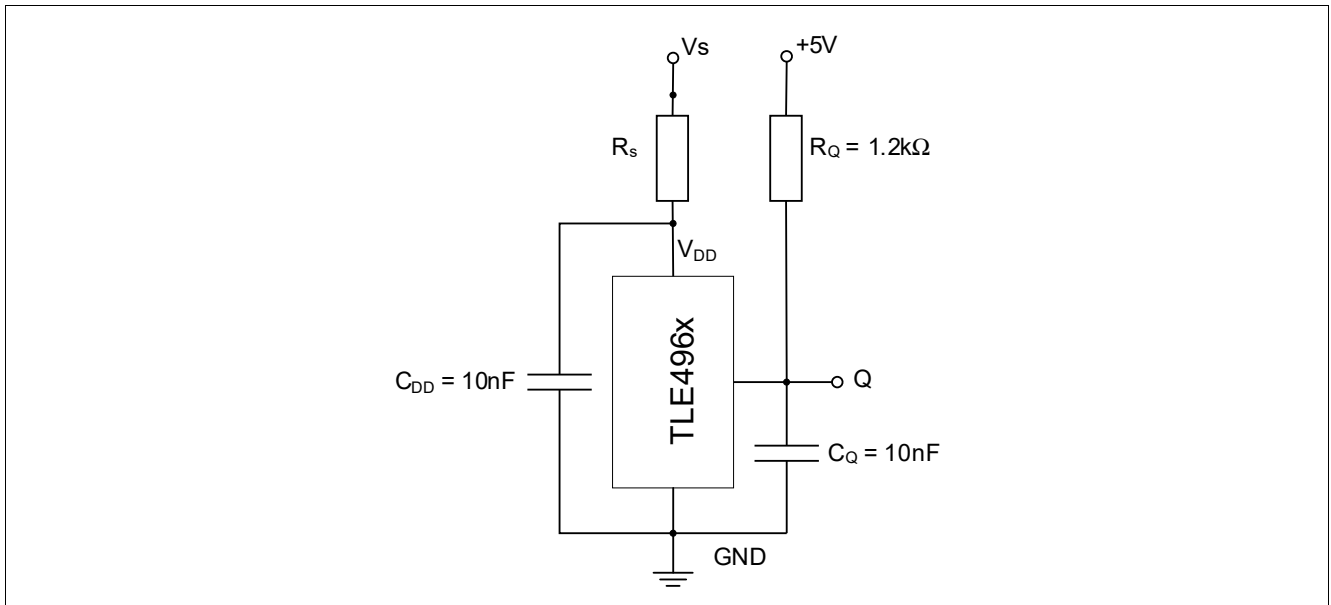 Vs
+5V
Rs
RQ = 1.2kΩ
VDD
TLE496x
CDD = 10nF
Q
CQ = 10nF
GND